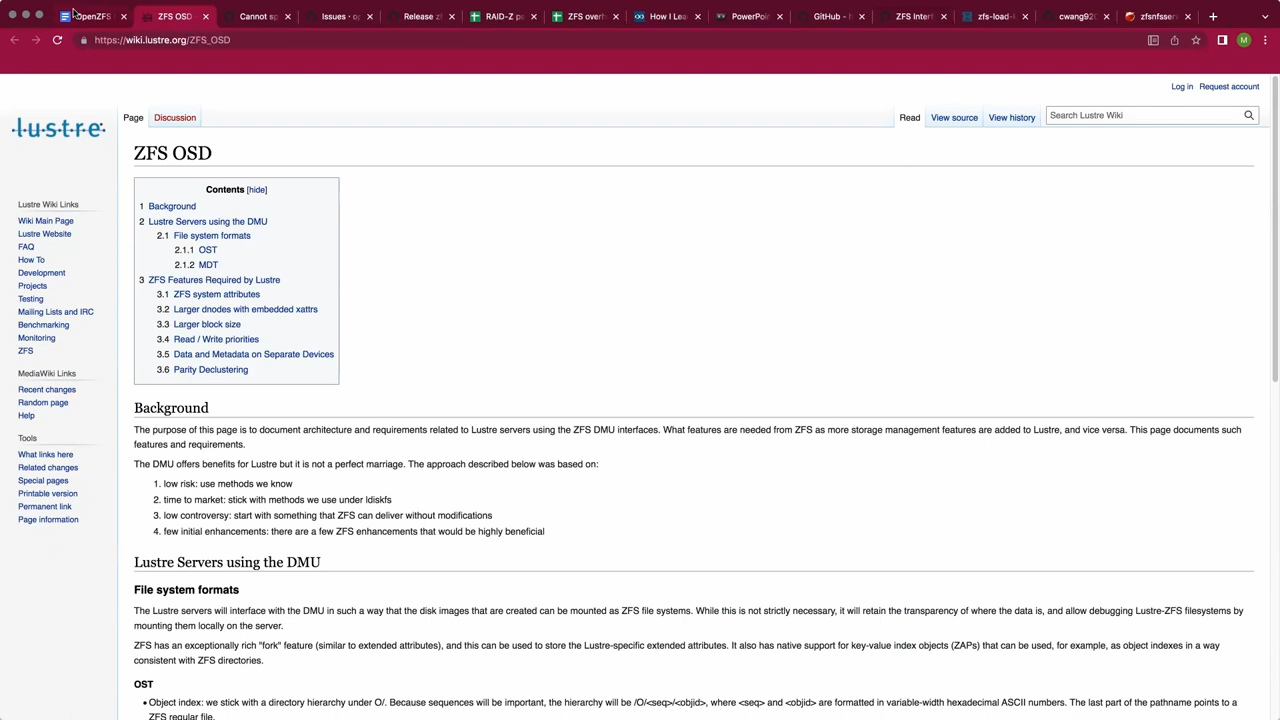 OpenZFS
ZFS OSD
Cannot sp
Issues · op
Release z
RAID-Z p
ZFS over
How I Lea
PowerPoi
GitHub - h
ZFS Inter
zfs-load-k
cwang92
zfsnfsser
https://wiki.lustre.org/ZFS_OSD
M
Log in Request account
lustre
Page Discussion
Read View source View history Search Lustre Wiki
ZFS OSD
Contents [hide]
1 Background
2 Lustre Servers using the DMU
2.1 File system formats
2.1.1 OST
2.1.2 MDT
3 ZFS Features Required by Lustre
3.1 ZFS system attributes
3.2 Larger dnodes with embedded xattrs
3.3 Larger block size
3.4 Read / Write priorities
3.5 Data and Metadata on Separate Devices
3.6 Parity Declustering
Lustre Wiki Links
Wiki Main Page
Lustre Website
FAQ
How To
Development
Projects
Testing
Mailing Lists and IRC
Benchmarking
Monitoring
ZFS
MediaWiki Links
Recent changes
Random page
Help
Tools
What links here
Related changes
Special pages
Printable version
Permanent link
Page information
Background
The purpose of this page is to document architecture and requirements related to Lustre servers using the ZFS DMU interfaces. What features are needed from ZFS as more storage management features are added to Lustre, and vice versa. This page documents such
features and requirements.
The DMU offers benefits for Lustre but it is not a perfect marriage. The approach described below was based on:
1. low risk: use methods we know
2. time to market: stick with methods we use under ldiskfs
3. low controversy: start with something that ZFS can deliver without modifications
4. few initial enhancements: there are a few ZFS enhancements that would be highly beneficial
Lustre Servers using the DMU
File system formats
The Lustre servers will interface with the DMU in such a way that the disk images that are created can be mounted as ZFS file systems. While this is not strictly necessary, it will retain the transparency of where the data is, and allow debugging Lustre-ZFS filesystems by
mounting them locally on the server.
ZFS has an exceptionally rich "fork" feature (similar to extended attributes), and this can be used to store the Lustre-specific extended attributes. It also has native support for key-value index objects (ZAPs) that can be used, for example, as object indexes in a way
consistent with ZFS directories.
OST
• Object index: we stick with a directory hierarchy under O/. Because sequences will be important, the hierarchy will be /O/<seq>/<objid>, where <seq> and <objid> are formatted in variable-width hexadecimal ASCII numbers. The last part of the pathname points to a
ZFS regular file.